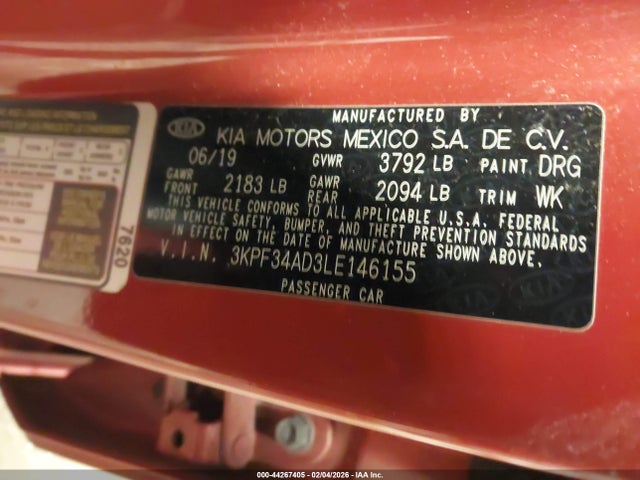 MANUFACTURED BY
KIA KIA MOTORS MEXICO S.A. DE C.V.
06/19 GVWR 3792 LB PAINT DRG
GAWR FRONT 2183 LB GAWR REAR 2094 LB TRIM WK
THIS VEHICLE CONFORMS TO ALL APPLICABLE U.S.A. FEDERAL
MOTOR VEHICLE SAFETY, BUMPER, AND THEFT PREVENTION STANDARDS
IN EFFECT ON THE DATE OF MANUFACTURE SHOWN ABOVE.
V.I.N. 3KPF34AD3LE146155
PASSENGER CAR
7620
000-44267405 - 02/04/2026 - IAA Inc.